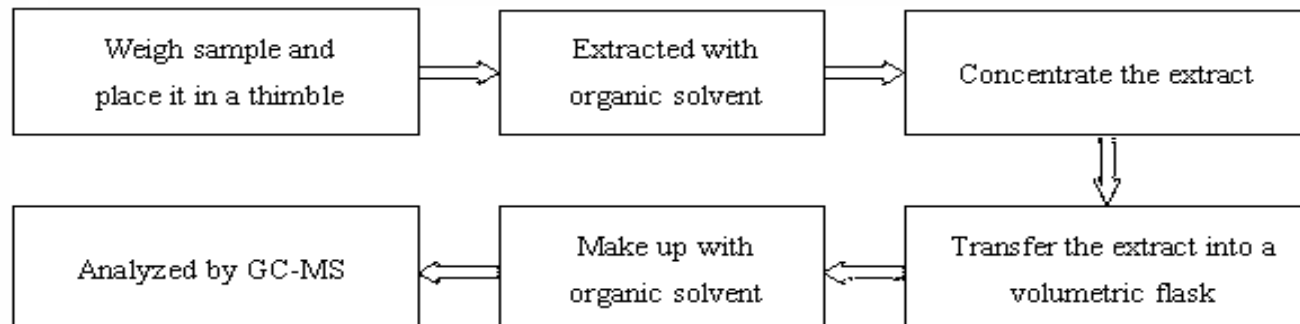 Weigh sample and
place it in a thimble
Extracted with
organic solvent
Concentrate the extract
Transfer the extract into a
volumetric flask
Make up with
organic solvent
Analyzed by GC-MS